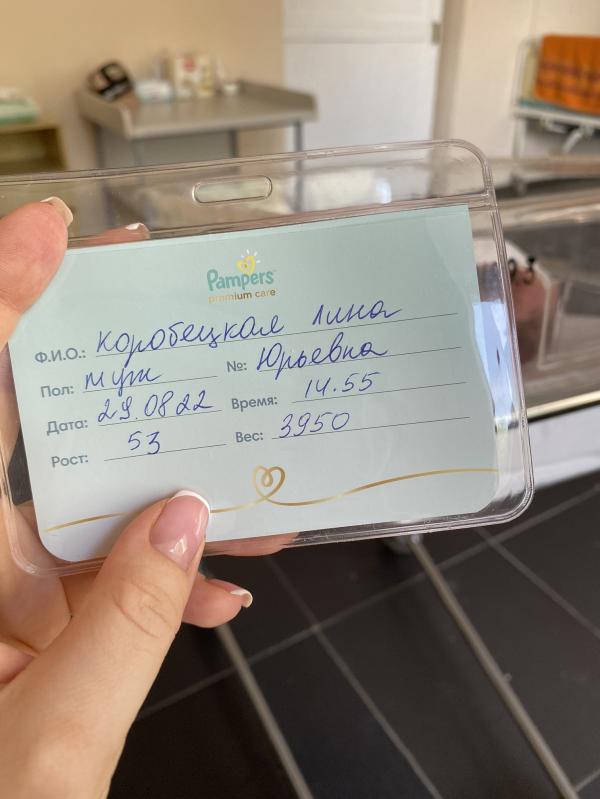 Pampers
premium care
Ф.И.О.: Коробецкая Лина
Пол: муж №: Юрьевна
Дата: 29.08.22 Время: 14.55
Рост: 53 Вес: 3950